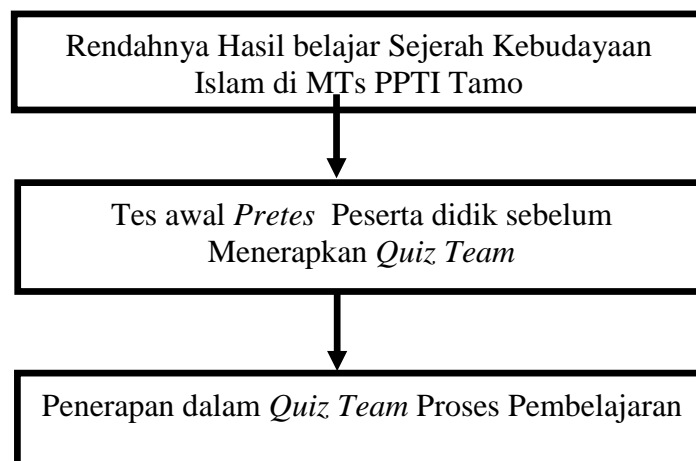 Rendahnya Hasil belajar Sejerah Kebudayaan
Islam di MTs PPTI Tamo
Tes awal Pretes Peserta didik sebelum
Menerapkan Quiz Team
Penerapan dalam Quiz Team Proses Pembelajaran